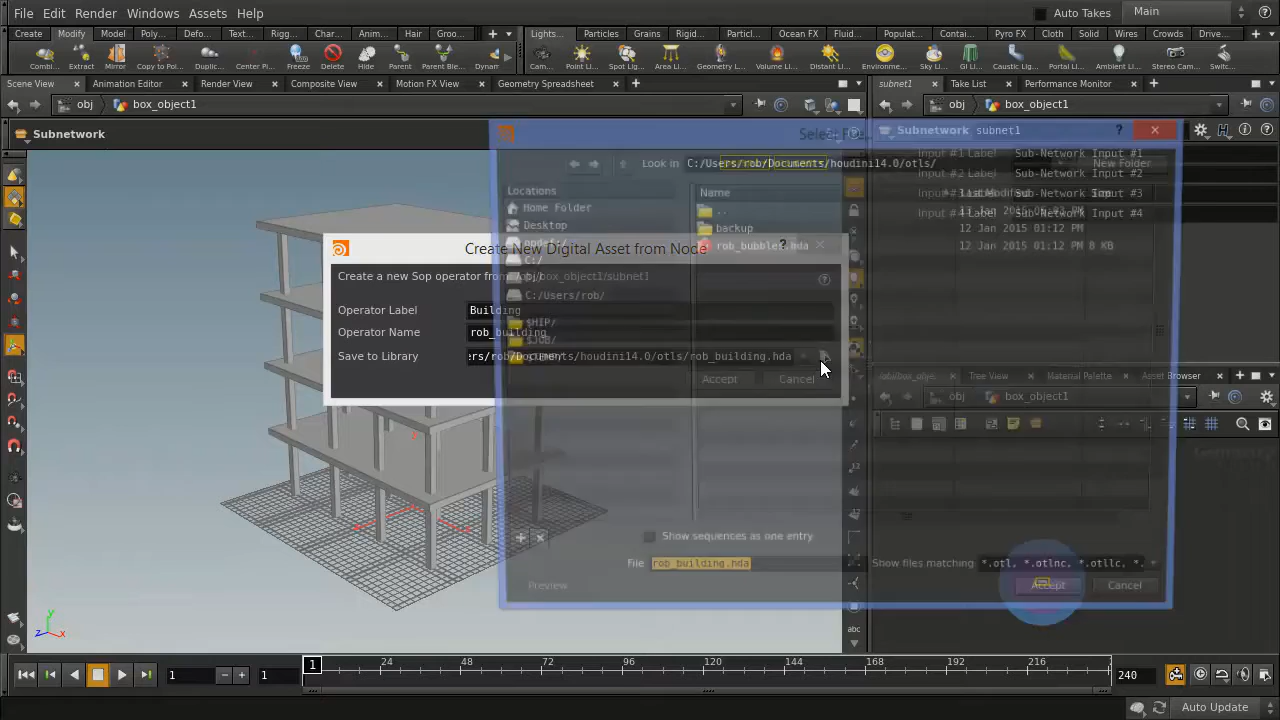 File Edit Render Windows Assets Help
Auto Takes Main
Create Modify Model Poly... Defo... Text... Rigg... Char... Anim... Hair Groo...
Lights... Particles Grains Rigid... Particl... Ocean FX Fluid... Contai... Pyro FX Cloth Solid Wires Crowds Drive...
Combi... Extract Mirror Copy to Pol... Duplic... Center Pi... Freeze Delete Hide Parent Parent Ble... Dynam
Cam... Point Li... Spot Lig... Area Li... Geometry L... Volume Li... Distant Li... Environme... Sky Li... GI Li... Caustic Lig... Portal Li... Ambient Li... Stereo Cam... Switc...
Scene View Animation Editor Render View Composite View Motion FX View Geometry Spreadsheet
subnet1 Take List Performance Monitor
obj box_object1
obj box_object1
Subnetwork
Select File...
Subnetwork subnet1
Look in C:/Users/rob/Documents/houdini14.0/otls/
New Folder
Input #1 Label Sub-Network Input #1
Input #2 Label Sub-Network Input #2
Input #3 Label Sub-Network Input #3
Input #4 Label Sub-Network Input #4
Locations
Name
Last Modified
Home Folder
..
Desktop
backup
12 Jan 2015 01:12 PM
rob_bubbles.hda
12 Jan 2015 01:12 PM 8 KB
C:/
C:/Users/rob/
$HIP/
$JOB/
Create New Digital Asset from Node
Create a new Sop operator from /obj/box_object1/subnet1
Operator Label Building
Operator Name rob_building
Save to Library ers/rob/Documents/houdini14.0/otls/rob_building.hda
Accept Cancel
/obj/box_obje... Tree View Material Palette Asset Browser
obj box_object1
Show sequences as one entry
File rob_building.hda
Show files matching *.otl, *.otlnc, *.otllc, *.
Preview
Accept Cancel
abc
y
z x
1 1 1 24 48 72 96 120 144 168 192 216 240
Auto Update